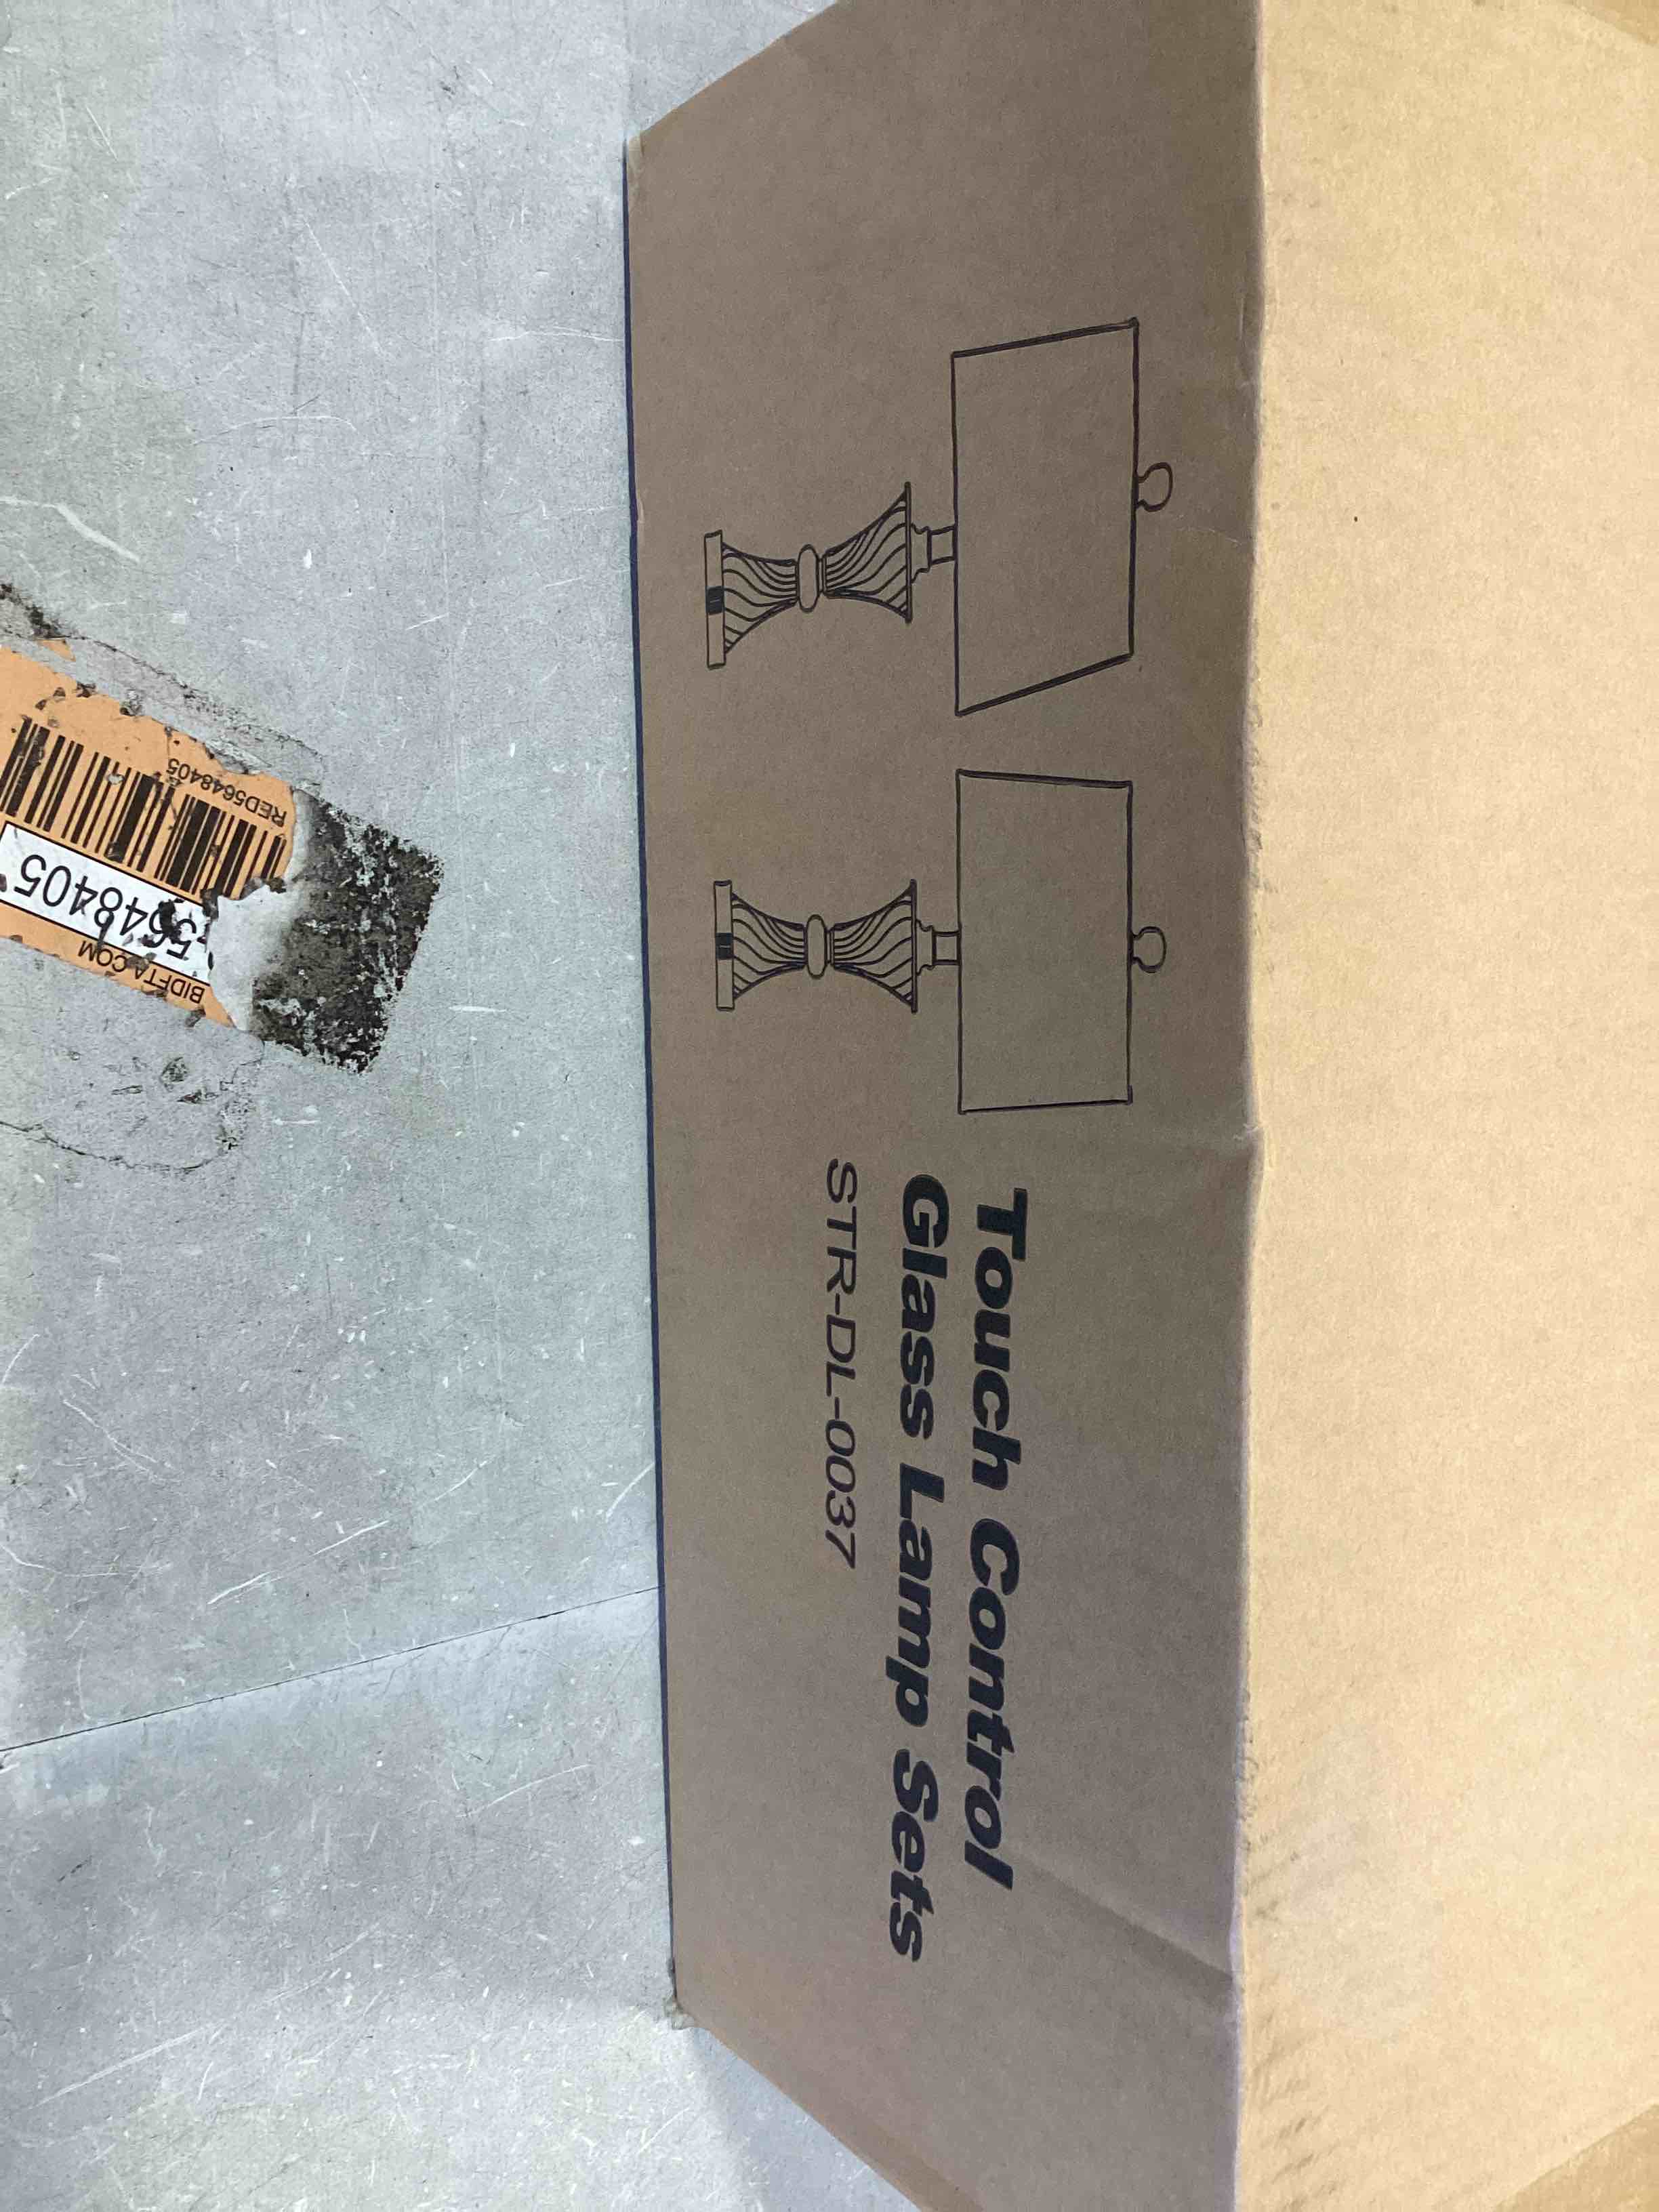 Touch Control
Glass Lamp Sets
STR-DL-0037
BIDFTA.COM
5648405
RED5648405